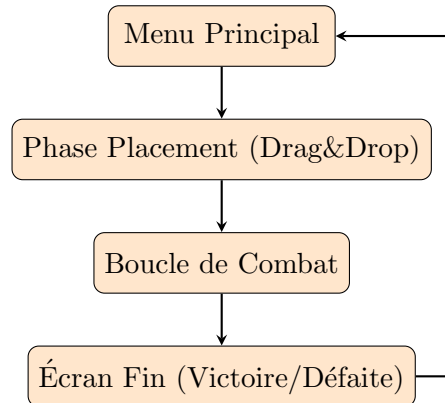 Menu Principal
Phase Placement (Drag&Drop)
Boucle de Combat
Écran Fin (Victoire/Défaite)